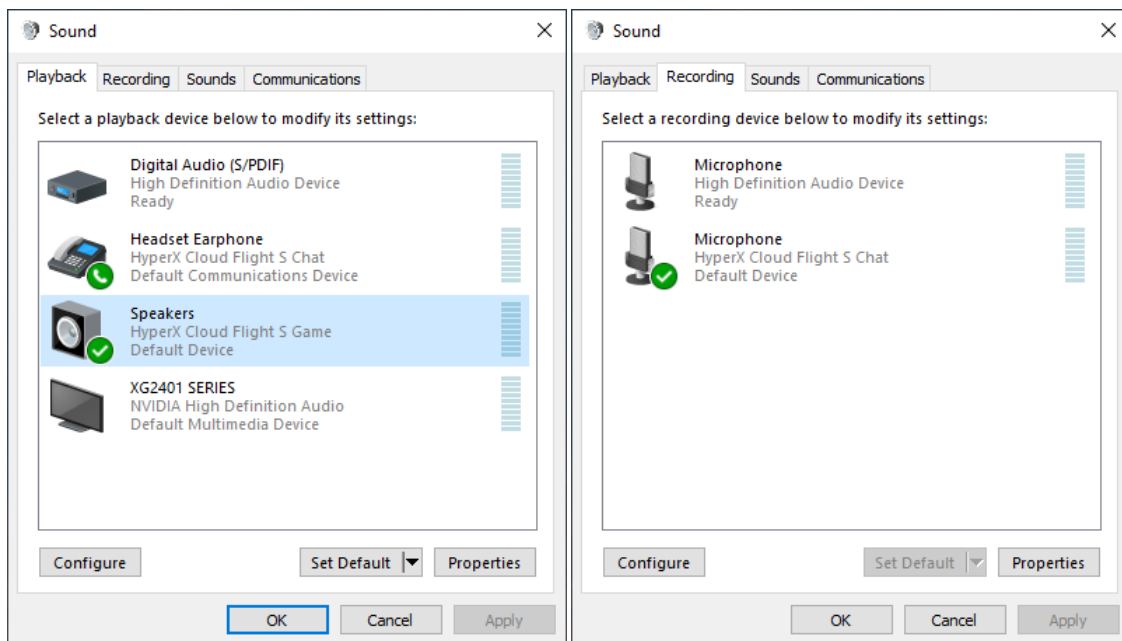 Sound
Playback Recording Sounds Communications
Select a playback device below to modify its settings:
Digital Audio (S/PDIF)
High Definition Audio Device
Ready
Headset Earphone
HyperX Cloud Flight S Chat
Default Communications Device
Speakers
HyperX Cloud Flight S Game
Default Device
XG2401 SERIES
NVIDIA High Definition Audio
Default Multimedia Device
Configure Set Default Properties
OK Cancel Apply
Sound
Playback Recording Sounds Communications
Select a recording device below to modify its settings:
Microphone
High Definition Audio Device
Ready
Microphone
HyperX Cloud Flight S Chat
Default Device
Configure Set Default Properties
OK Cancel Apply